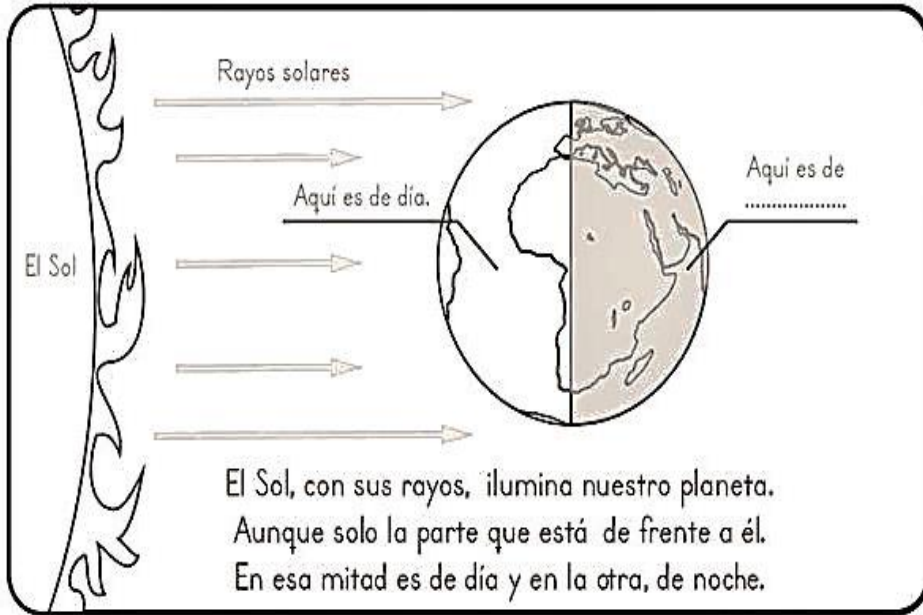 Rayos solares
Aquí es de día.
Aquí es de
....................
El Sol
El Sol, con sus rayos, ilumina nuestro planeta.
Aunque solo la parte que está de frente a él.
En esa mitad es de día y en la otra, de noche.